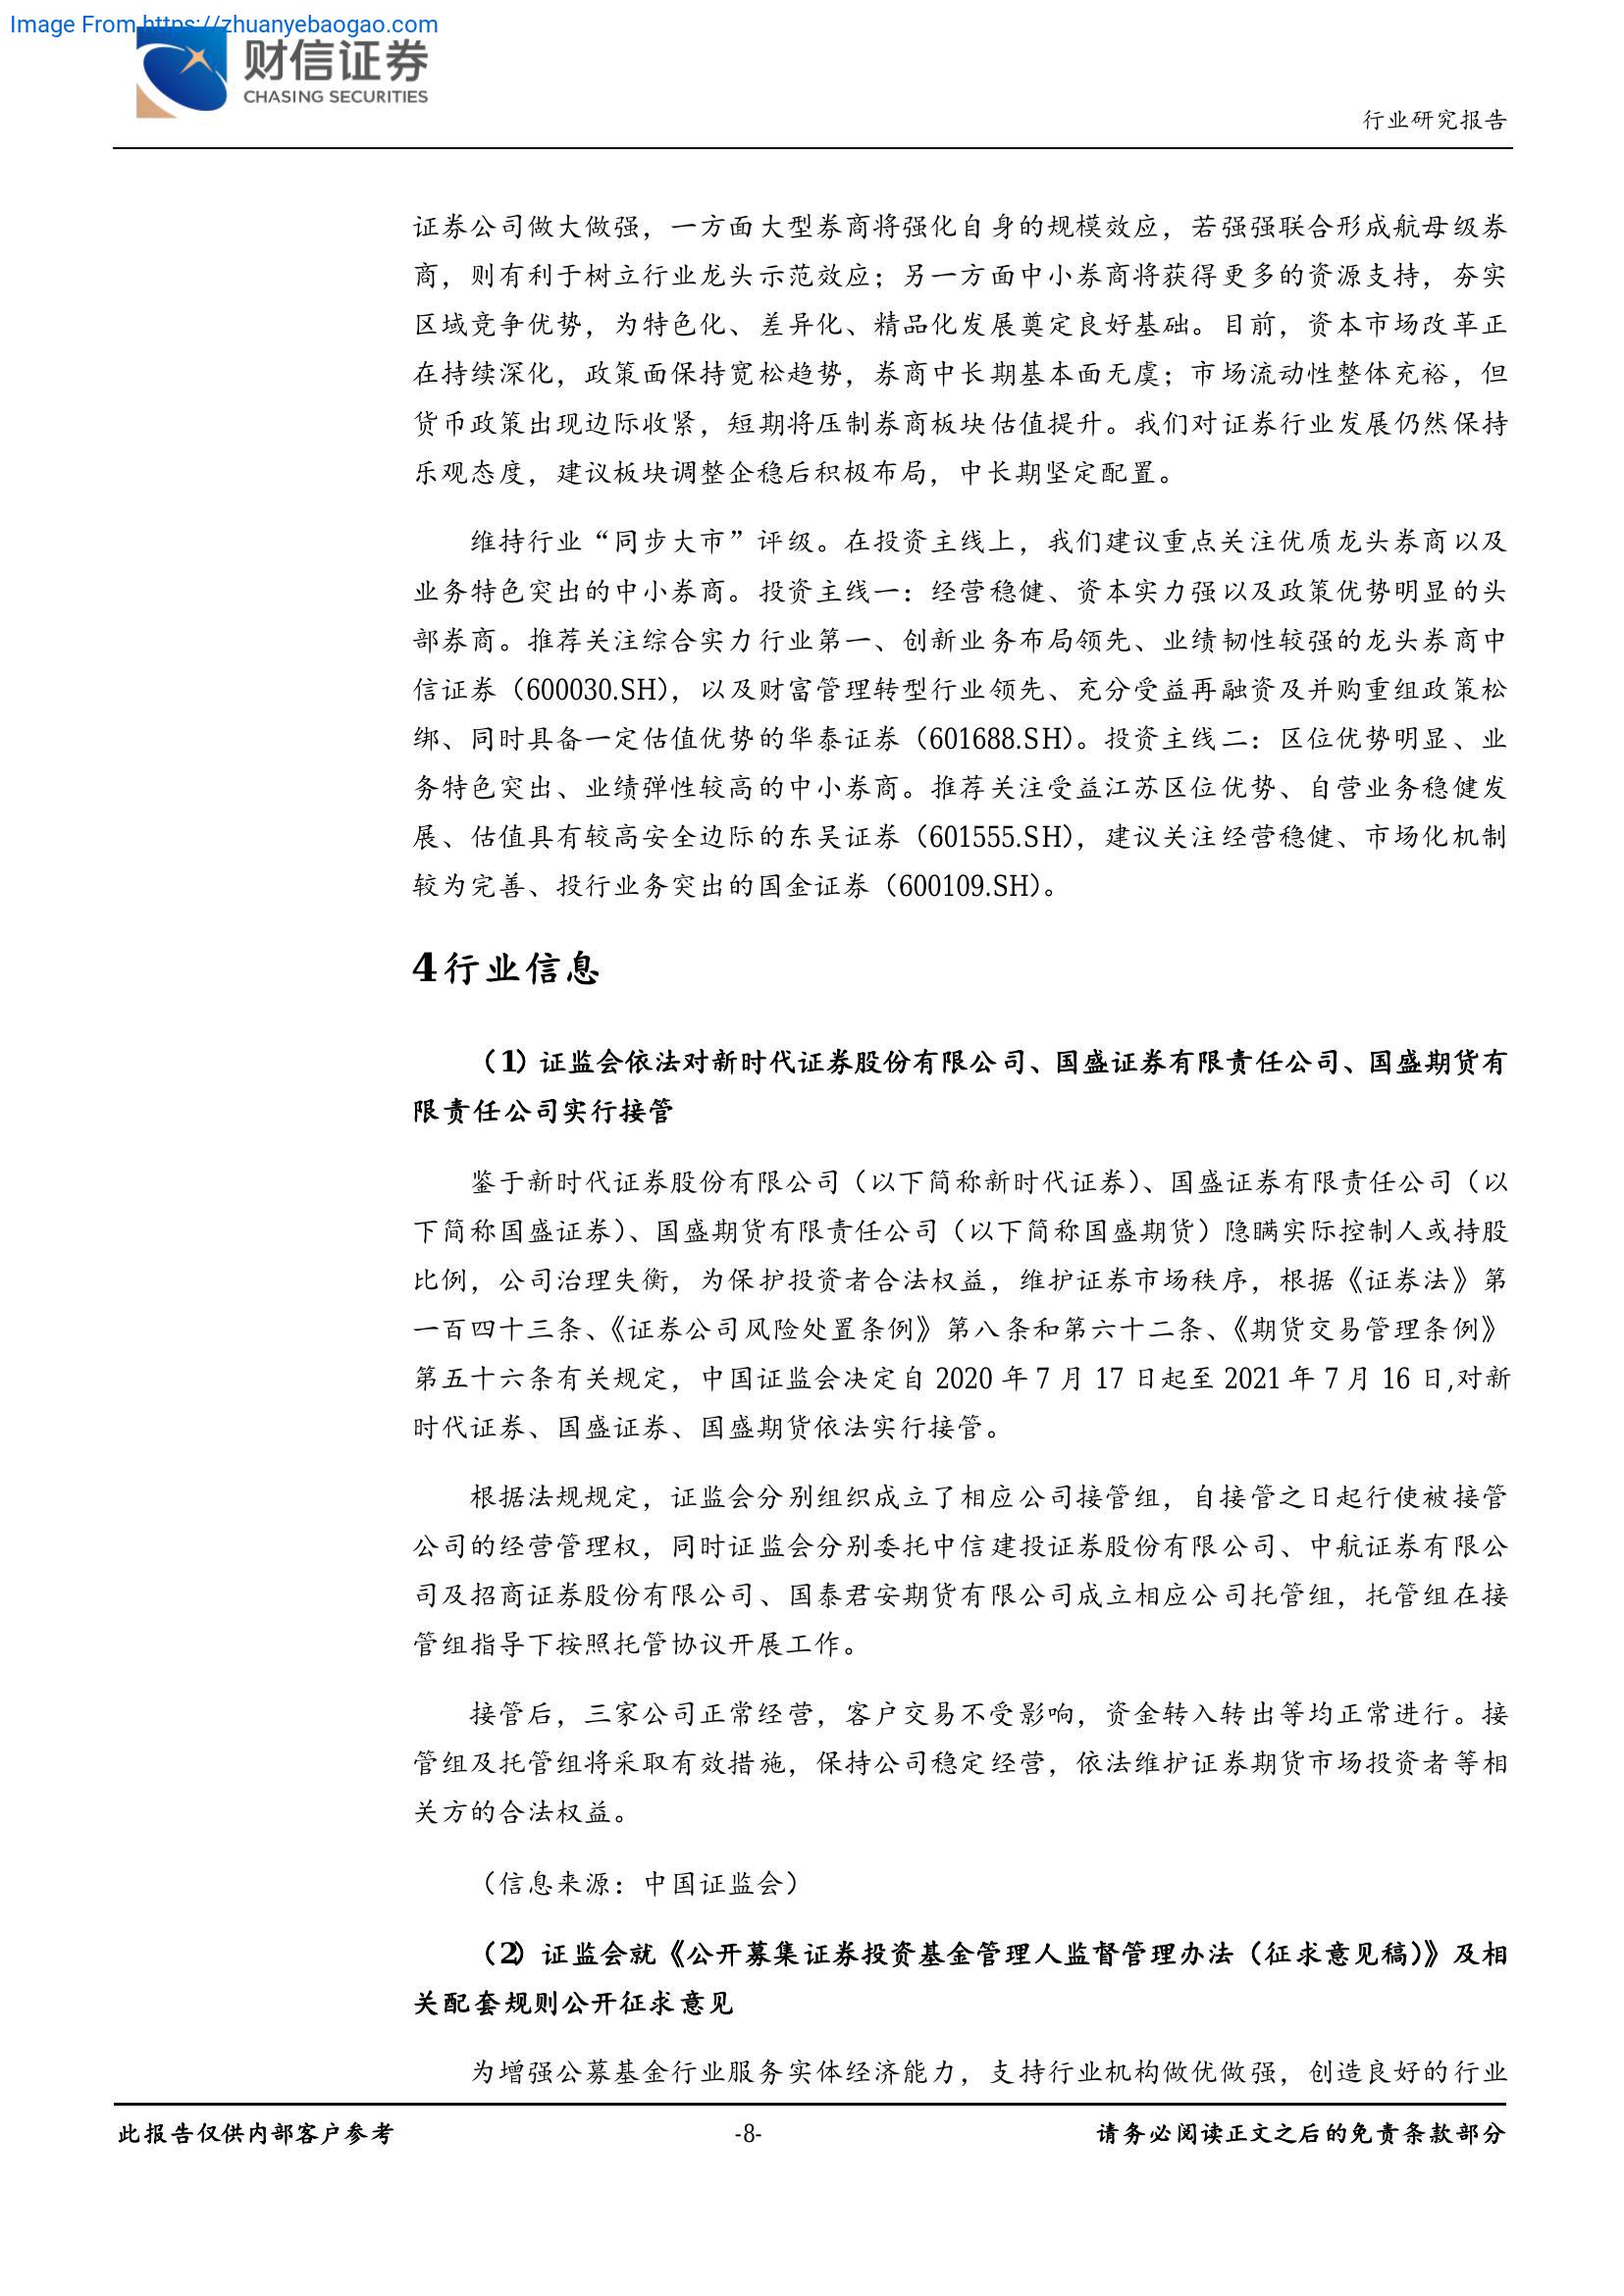 Image From https://zhuanyebaogao.com
财信证券
CHASING SECURITIES
行业研究报告
证券公司做大做强，一方面大型券商将强化自身的规模效应，若强强联合形成航母级券
商，则有利于树立行业龙头示范效应；另一方面中小券商将获得更多的资源支持，夯实
区域竞争优势，为特色化、差异化、精品化发展奠定良好基础。目前，资本市场改革正
在持续深化，政策面保持宽松趋势，券商中长期基本面无虞；市场流动性整体充裕，但
货币政策出现边际收紧，短期将压制券商板块估值提升。我们对证券行业发展仍然保持
乐观态度，建议板块调整企稳后积极布局，中长期坚定配置。
维持行业“同步大市”评级。在投资主线上，我们建议重点关注优质龙头券商以及
业务特色突出的中小券商。投资主线一：经营稳健、资本实力强以及政策优势明显的头
部券商。推荐关注综合实力行业第一、创新业务布局领先、业绩韧性较强的龙头券商中
信证券（600030.SH），以及财富管理转型行业领先、充分受益再融资及并购重组政策松
绑、同时具备一定估值优势的华泰证券（601688.SH）。投资主线二：区位优势明显、业
务特色突出、业绩弹性较高的中小券商。推荐关注受益江苏区位优势、自营业务稳健发
展、估值具有较高安全边际的东吴证券（601555.SH），建议关注经营稳健、市场化机制
较为完善、投行业务突出的国金证券（600109.SH）。
4 行业信息
（1）证监会依法对新时代证券股份有限公司、国盛证券有限责任公司、国盛期货有
限责任公司实行接管
鉴于新时代证券股份有限公司（以下简称新时代证券）、国盛证券有限责任公司（以
下简称国盛证券）、国盛期货有限责任公司（以下简称国盛期货）隐瞒实际控制人或持股
比例，公司治理失衡，为保护投资者合法权益，维护证券市场秩序，根据《证券法》第
一百四十三条、《证券公司风险处置条例》第八条和第六十二条、《期货交易管理条例》
第五十六条有关规定，中国证监会决定自 2020 年 7 月 17 日起至 2021 年 7 月 16 日,对新
时代证券、国盛证券、国盛期货依法实行接管。
根据法规规定，证监会分别组织成立了相应公司接管组，自接管之日起行使被接管
公司的经营管理权，同时证监会分别委托中信建投证券股份有限公司、中航证券有限公
司及招商证券股份有限公司、国泰君安期货有限公司成立相应公司托管组，托管组在接
管组指导下按照托管协议开展工作。
接管后，三家公司正常经营，客户交易不受影响，资金转入转出等均正常进行。接
管组及托管组将采取有效措施，保持公司稳定经营，依法维护证券期货市场投资者等相
关方的合法权益。
（信息来源：中国证监会）
（2）证监会就《公开募集证券投资基金管理人监督管理办法（征求意见稿）》及相
关配套规则公开征求意见
为增强公募基金行业服务实体经济能力，支持行业机构做优做强，创造良好的行业
此报告仅供内部客户参考
-8-
请务必阅读正文之后的免责条款部分